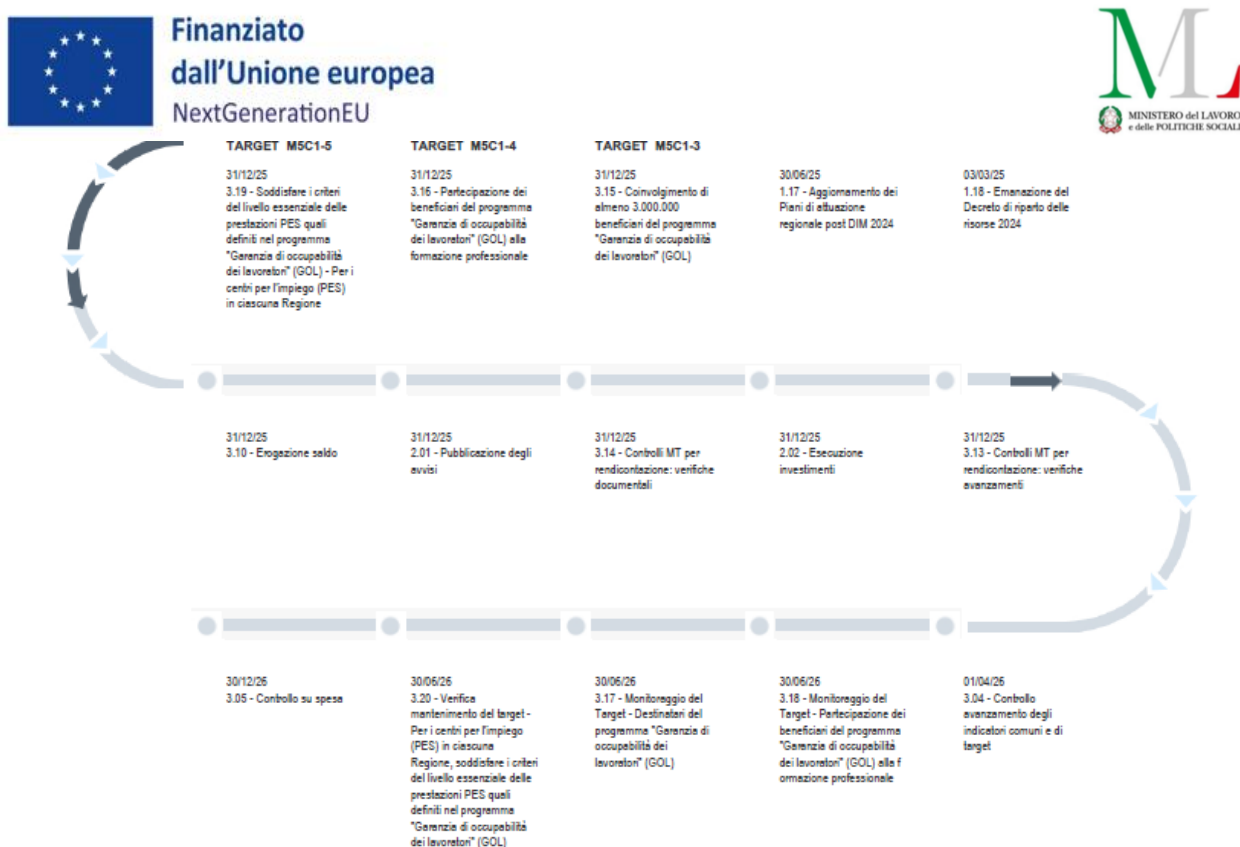 Finanziato
dall'Unione europea
NextGenerationEU
MINISTERO del LAVORO
e delle POLITICHE SOCIALI
TARGET M5C1-5
31/12/25
3.19 - Soddisfare i criteri
del livello essenziale delle
prestazioni PES quali
definiti nel programma
"Garanzia di occupabilità
dei lavoratori" (GOL) - Per i
centri per l'impiego (PES)
in ciascuna Regione
TARGET M5C1-4
31/12/25
3.16 - Partecipazione dei
beneficiari del programma
"Garanzia di occupabilità
dei lavoratori" (GOL) alla
formazione professionale
TARGET M5C1-3
31/12/25
3.15 - Coinvolgimento di
almeno 3.000.000
beneficiari del programma
"Garanzia di occupabilità
dei lavoratori" (GOL)
30/06/25
1.17 - Aggiornamento dei
Piani di attuazione
regionale post DIM 2024
03/03/25
1.18 - Emanazione del
Decreto di riparto delle
risorse 2024
31/12/25
3.10 - Erogazione saldo
31/12/25
2.01 - Pubblicazione degli
avvisi
31/12/25
3.14 - Controlli MT per
rendicontazione: verifiche
documentali
31/12/25
2.02 - Esecuzione
investimenti
31/12/25
3.13 - Controlli MT per
rendicontazione: verifiche
avanzamenti
30/12/26
3.05 - Controllo su spesa
30/06/26
3.20 - Verifica
mantenimento del target -
Per i centri per l'impiego
(PES) in ciascuna
Regione, soddisfare i criteri
del livello essenziale delle
prestazioni PES quali
definiti nel programma
"Garanzia di occupabilità
dei lavoratori" (GOL)
30/06/26
3.17 - Monitoraggio del
Target - Destinatari del
programma "Garanzia di
occupabilità dei
lavoratori" (GOL)
30/06/26
3.18 - Monitoraggio del
Target - Partecipazione dei
beneficiari del programma
"Garanzia di occupabilità
dei lavoratori" (GOL) alla f
ormazione professionale
01/04/26
3.04 - Controllo
avanzamento degli
indicatori comuni e di
target